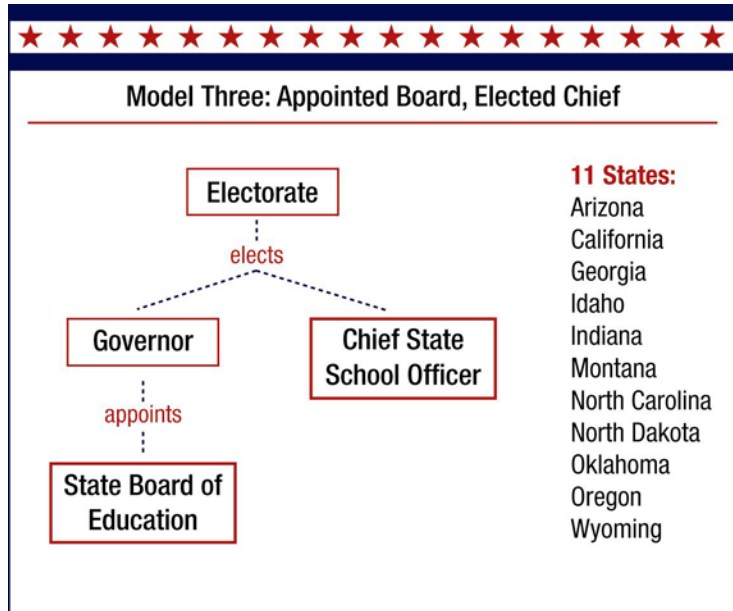 Model Three: Appointed Board, Elected Chief
Electorate
elects
Governor
Chief State
School Officer
appoints
State Board of
Education
11 States:
Arizona
California
Georgia
Idaho
Indiana
Montana
North Carolina
North Dakota
Oklahoma
Oregon
Wyoming